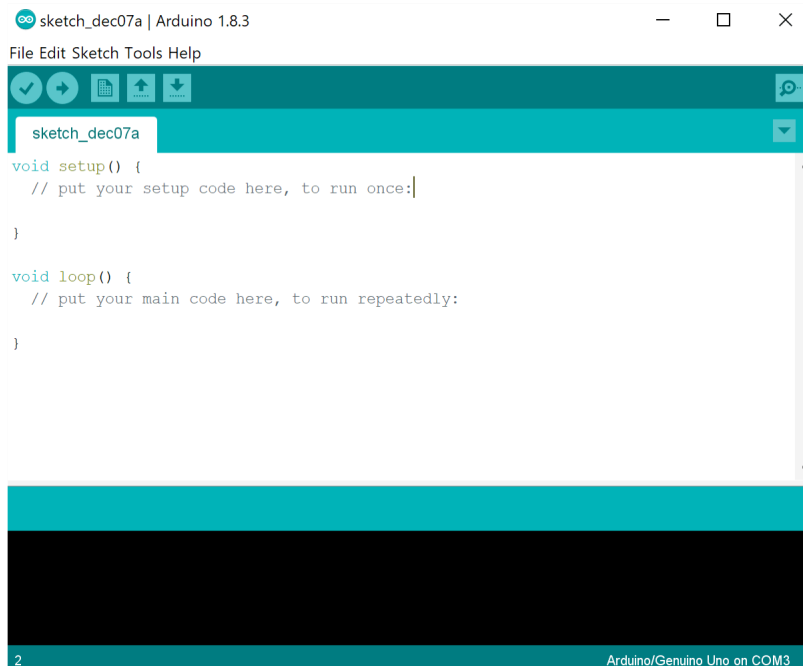 sketch_dec07a | Arduino 1.8.3
File Edit Sketch Tools Help
sketch_dec07a
void setup() {
  // put your setup code here, to run once:
}
void loop() {
  // put your main code here, to run repeatedly:
}
2 Arduino/Genuino Uno on COM3